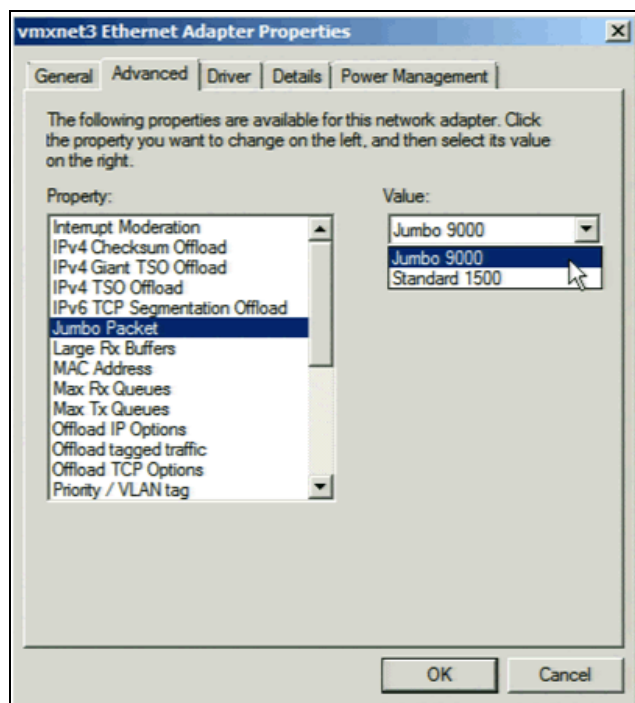 vmxnet3 Ethernet Adapter Properties
General Advanced Driver Details Power Management
The following properties are available for this network adapter. Click
the property you want to change on the left, and then select its value
on the right.
Property:
Value:
Interrupt Moderation
IPv4 Checksum Offload
IPv4 Giant TSO Offload
IPv4 TSO Offload
IPv6 TCP Segmentation Offload
Jumbo Packet
Large Rx Buffers
MAC Address
Max Rx Queues
Max Tx Queues
Offload IP Options
Offload tagged traffic
Offload TCP Options
Priority / VLAN tag
Jumbo 9000
Jumbo 9000
Standard 1500
OK
Cancel